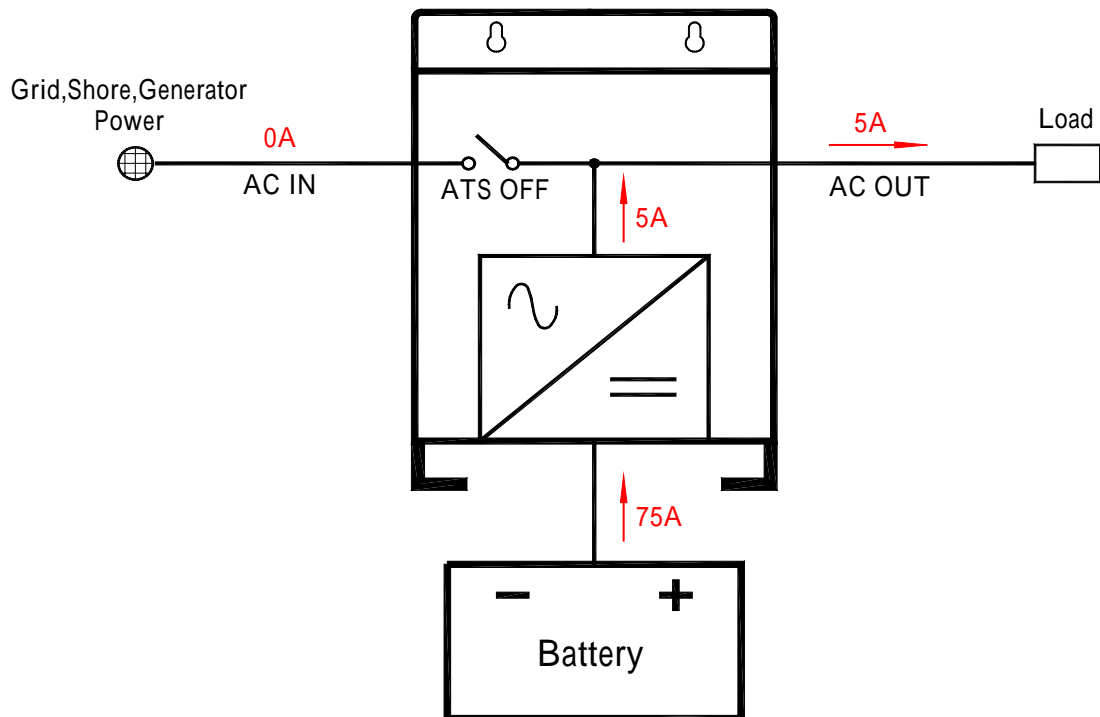 Grid,Shore,Generator
Power
0A
AC IN
ATS OFF
5A
AC OUT
Load
5A
75A
Battery